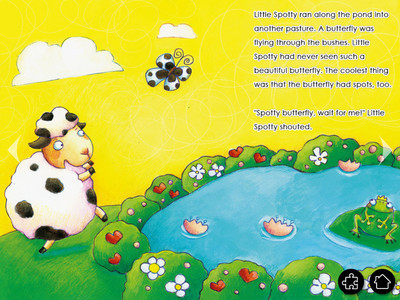 Little Spotty ran along the pond into
another pasture. A butterfly was
flying through the bushes. Little
Spotty had never seen such a
beautiful butterfly. The coolest thing
was that the butterfly had spots, too.
"Spotty butterfly, wait for me!" Little
Spotty shouted.